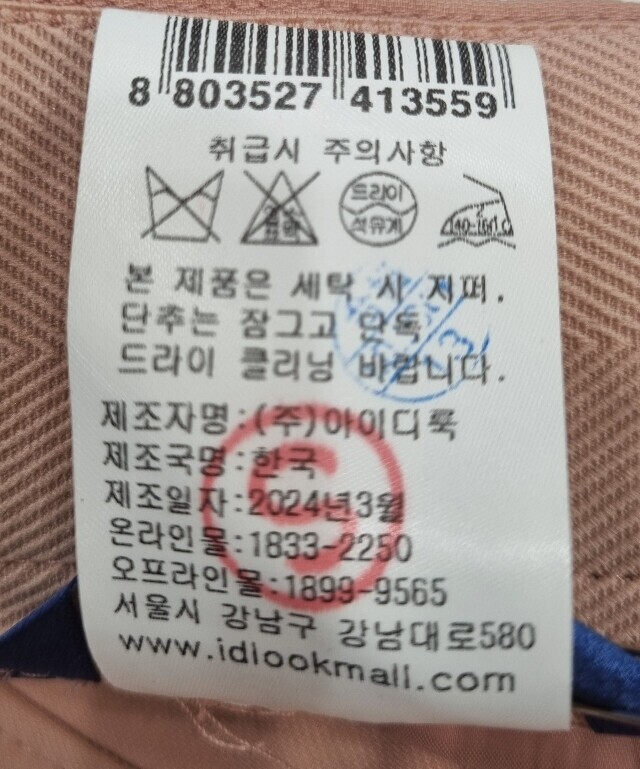 8 803527 413559
취급시 주의사항
드라이
석유계
본 제품은 세탁 시 지퍼.
단추는 잠그고 단독
드라이 클리닝 바랍니다.
제조자명:(주)아이디룩
제조국명:한국
제조일자:2024년3월
온라인몰:1833-2250
오프라인몰:1899-9565
서울시 강남구 강남대로580
www.idlookmall.com